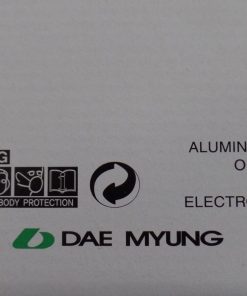 ALUMIN
O
G
BODY PROTECTION
ELECTRO
DAE MYUNG